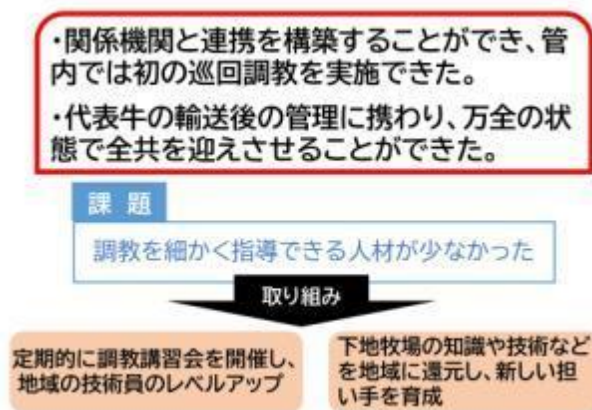 ・関係機関と連携を構築することができ、管
内では初の巡回調教を実施できた。
・代表牛の輸送後の管理に携わり、万全の状
態で全共を迎えさせることができた。
課 題
調教を細かく指導できる人材が少なかった
取り組み
定期的に調教講習会を開催し、
地域の技術員のレベルアップ
下地牧場の知識や技術など
を地域に還元し、新しい担
い手を育成